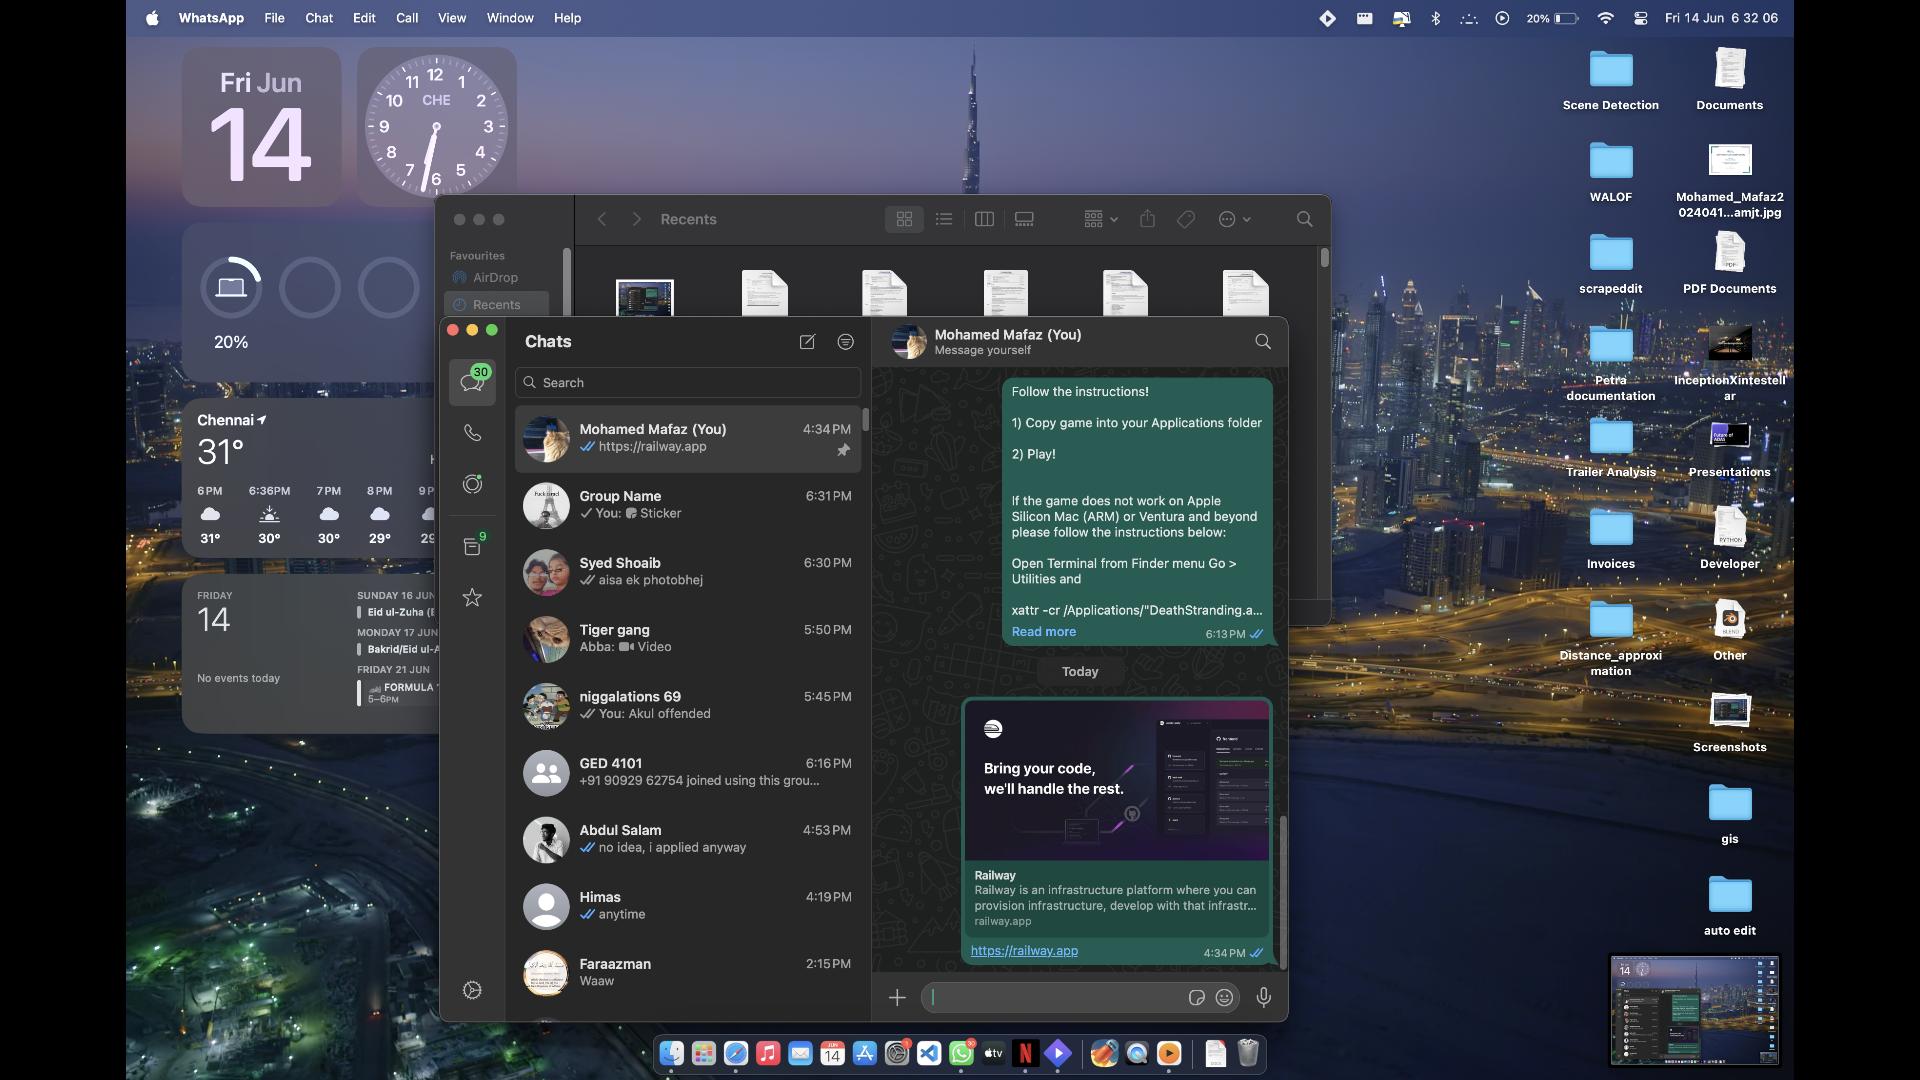 WhatsApp File Chat Edit Call View Window Help
20% Fri 14 Jun 6 32 06
Fri Jun
14
CHE
12
1
2
3
4
5
6
7
8
9
10
11
20%
Chennai
31°
6PM 6:36PM 7PM 8PM 9P
31° 30° 30° 29° 29
FRIDAY
14
No events today
SUNDAY 16 JUN
Eid ul-Zuha (E
MONDAY 17 JUN
Bakrid/Eid ul-A
FRIDAY 21 JUN
FORMULA
5–6PM
Recents
Favourites
AirDrop
Recents
Chats
30
9
Search
Mohamed Mafaz (You) 4:34 PM
https://railway.app
Group Name 6:31 PM
You: Sticker
Syed Shoaib 6:30 PM
aisa ek photobhej
Tiger gang 5:50 PM
Abba: Video
niggalations 69 5:45 PM
You: Akul offended
GED 4101 6:16 PM
+91 90929 62754 joined using this grou...
Abdul Salam 4:53 PM
no idea, i applied anyway
Himas 4:19 PM
anytime
Faraazman 2:15 PM
Waaw
Mohamed Mafaz (You)
Message yourself
Follow the instructions!
1) Copy game into your Applications folder
2) Play!
If the game does not work on Apple
Silicon Mac (ARM) or Ventura and beyond
please follow the instructions below:
Open Terminal from Finder menu Go >
Utilities and
xattr -cr /Applications/"DeathStranding.a...
Read more 6:13 PM
Today
Bring your code,
we'll handle the rest.
Railway
Railway is an infrastructure platform where you can
provision infrastructure, develop with that infrastr...
railway.app
https://railway.app 4:34 PM
Scene Detection
Documents
WALOF
Mohamed_Mafaz2
024041...amjt.jpg
scrapeddit
PDF
PDF Documents
Petra
documentation
InceptionXintestell
ar
Trailer Analysis
Presentations
Invoices
PYTHON
Developer
Distance_approxi
mation
BLEND
Other
Screenshots
gis
auto edit
JUN
14
30
tv